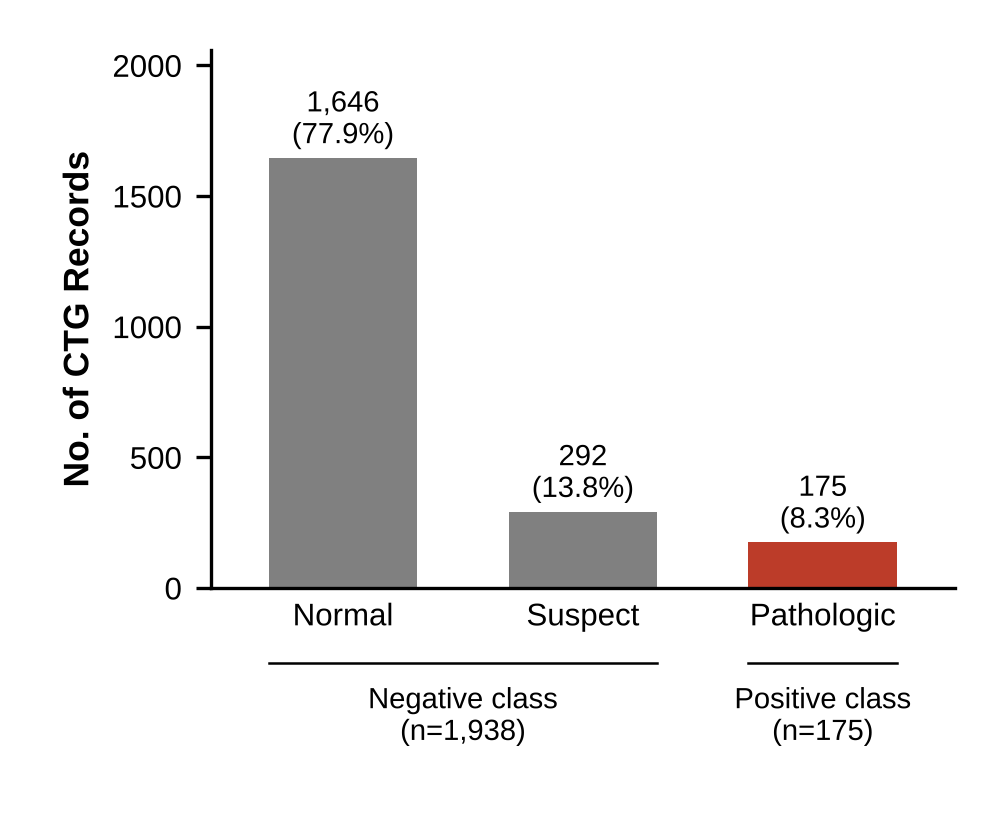 No. of CTG Records
2000
1500
1000
500
0
1,646
(77.9%)
292
(13.8%)
175
(8.3%)
Normal
Suspect
Pathologic
Negative class
(n=1,938)
Positive class
(n=175)